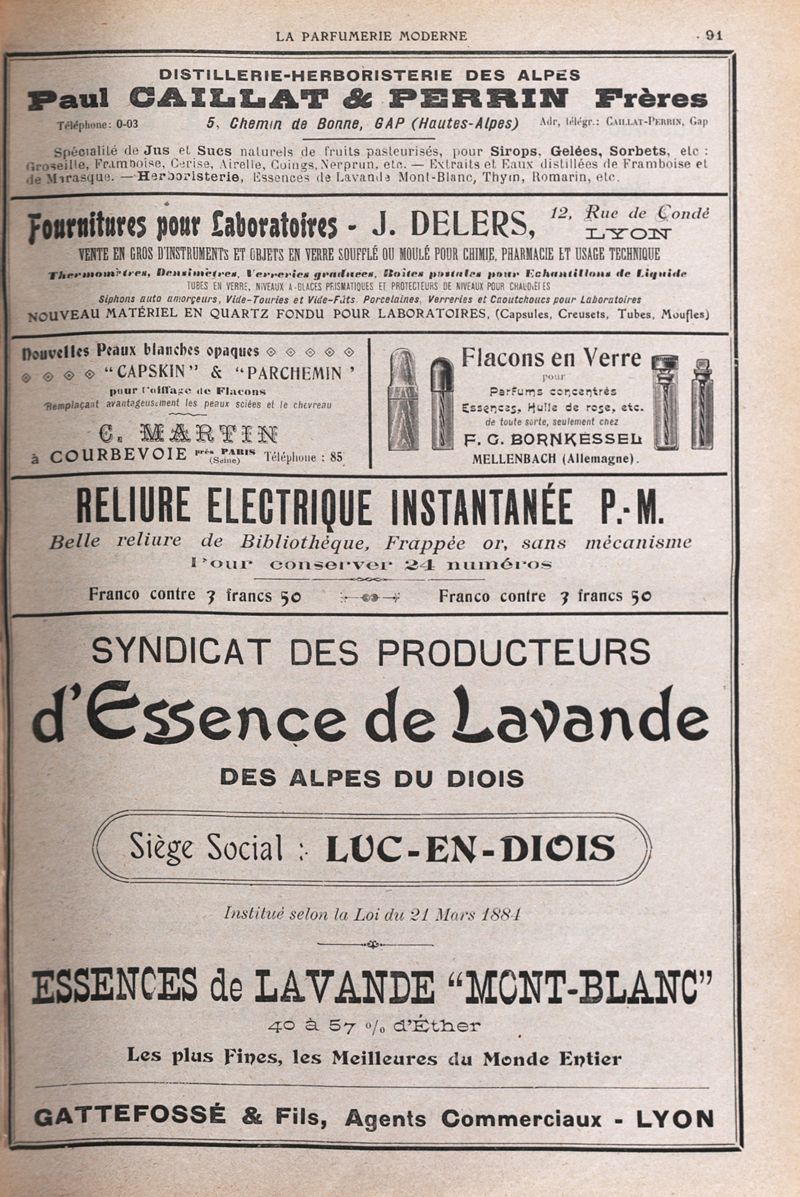 LA PARFUMERIE MODERNE
91
DISTILLERIE-HERBORISTERIE DES ALPES
Paul CAILLAT & PERRIN Frères
Téléphone: 0-03 5, Chemin de Bonne, GAP (Hautes-Alpes) Adr. télégr.: CAILLAT-PERRIN, Gap
Spécialité de Jus et Sucs naturels de fruits pasteurisés, pour Sirops, Gelées, Sorbets, etc :
Groseille, Framboise, Cerise, Airelle, Coings, Nerprun, etc. — Extraits et Eaux distillées de Framboise et
de Marasque. — Herboristerie, Essences de Lavande Mont-Blanc, Thym, Romarin, etc.
Fournitures pour Laboratoires - J. DELERS, 12, Rue de Condé
LYON
VENTE EN GROS D'INSTRUMENTS ET OBJETS EN VERRE SOUFFLÉ OU MOULÉ POUR CHIMIE, PHARMACIE ET USAGE TECHNIQUE
Thermomètres, Densimètres, Verreries graduées, Boîtes postales pour Echantillons de Liquide
TUBES EN VERRE, NIVEAUX A GLACES PRISMATIQUES ET PROTECTEURS DE NIVEAUX POUR CHAUDIÈRES
Siphons auto amorçeurs, Vide-Touries et Vide-Fûts. Porcelaines, Verreries et Caoutchoucs pour Laboratoires
NOUVEAU MATÉRIEL EN QUARTZ FONDU POUR LABORATOIRES, (Capsules, Creusets, Tubes, Moufles)
Nouvelles Peaux blanches opaques
"CAPSKIN" & "PARCHEMIN '
pour Coiffage de Flacons
Remplaçant avantageusement les peaux sciées et le chevreau
C. MARTIN
à COURBEVOIE près PARIS (Seine) Téléphone : 85
Flacons en Verre
pour
Parfums concentrés
Essences, Huile de rose, etc.
de toute sorte, seulement chez
F. G. BORNKESSEL
MELLENBACH (Allemagne).
RELIURE ELECTRIQUE INSTANTANÉE P.-M.
Belle reliure de Bibliothèque, Frappée or, sans mécanisme
Pour conserver 24 numéros
Franco contre 3 francs 50 Franco contre 3 francs 50
SYNDICAT DES PRODUCTEURS
d'Essence de Lavande
DES ALPES DU DIOIS
Siège Social : LUC-EN-DIOIS
Institué selon la Loi du 21 Mars 1884
ESSENCES de LAVANDE "MONT-BLANC"
40 à 57 % d'Éther
Les plus Fines, les Meilleures du Monde Entier
GATTEFOSSÉ & Fils, Agents Commerciaux - LYON